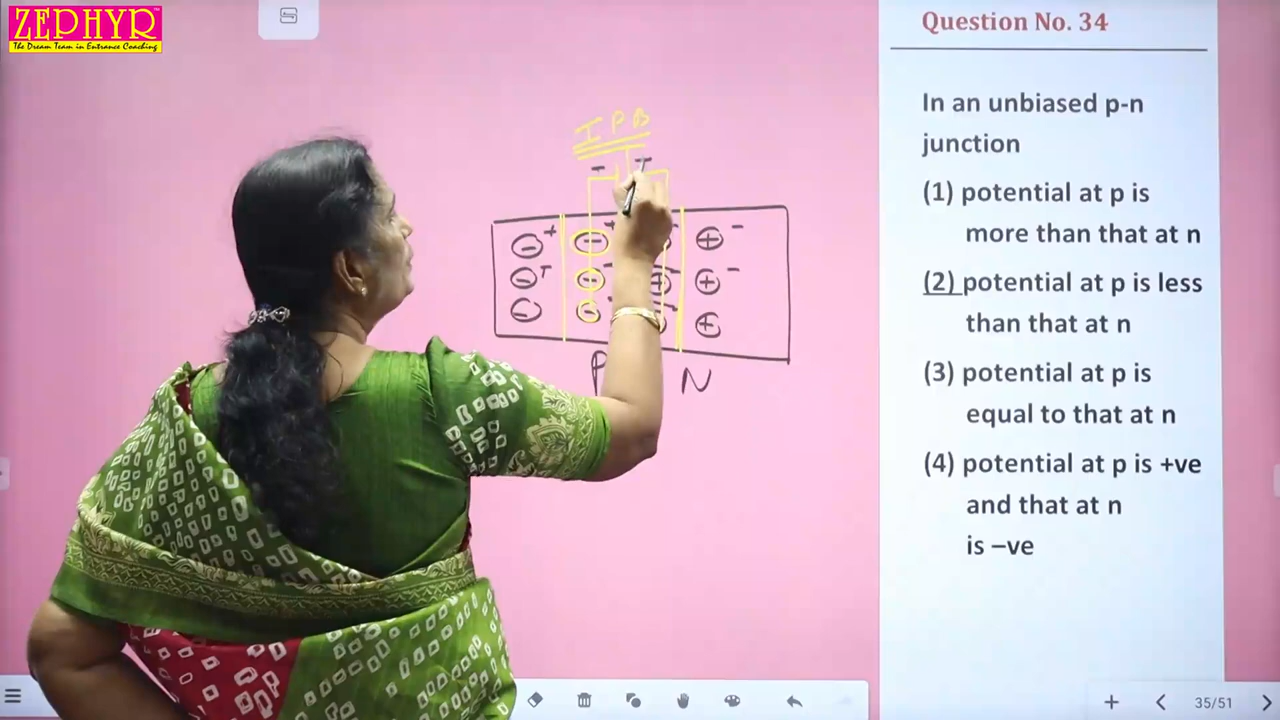 ZEPHYR
The Dream Team in Entrance Coaching
Question No. 34
In an unbiased p-n
junction
(1) potential at p is
more than that at n
(2) potential at p is less
than that at n
(3) potential at p is
equal to that at n
(4) potential at p is +ve
and that at n
is –ve
I P B
P
N
35/51